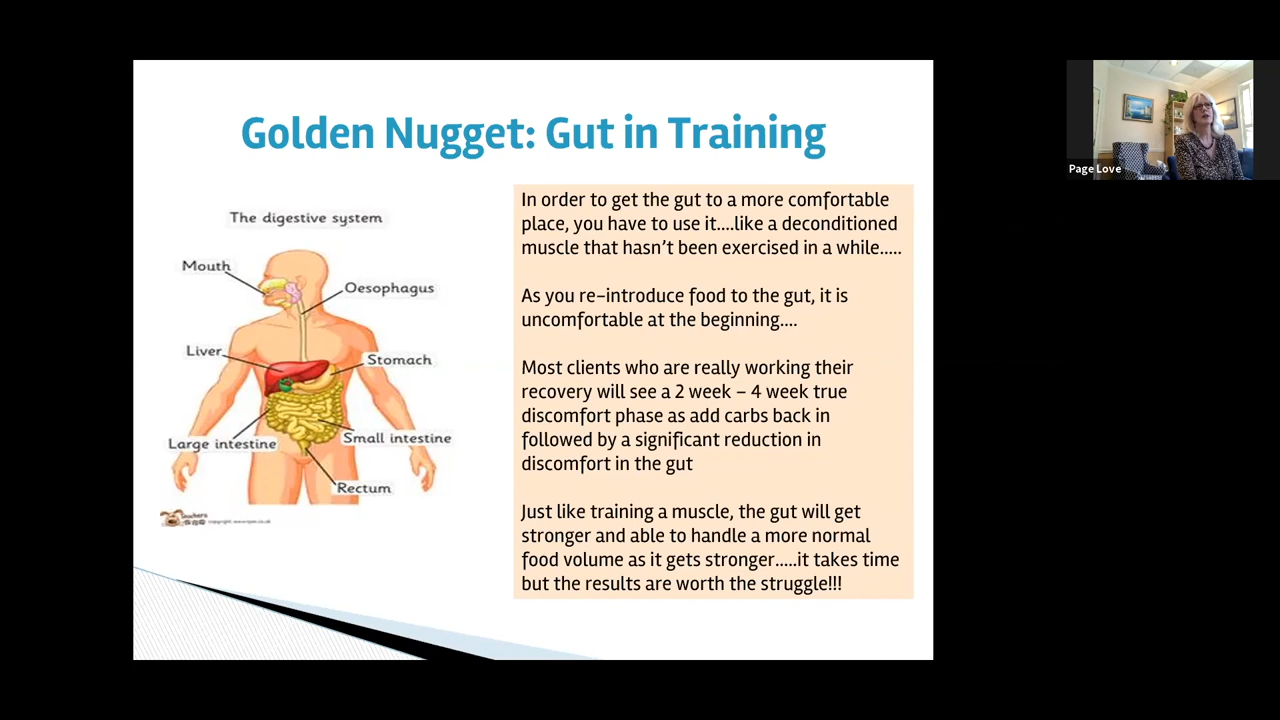 Golden Nugget: Gut in Training
The digestive system
Mouth
Oesophagus
Liver
Stomach
Large intestine
Small intestine
Rectum
In order to get the gut to a more comfortable
place, you have to use it....like a deconditioned
muscle that hasn't been exercised in a while.....
As you re-introduce food to the gut, it is
uncomfortable at the beginning....
Most clients who are really working their
recovery will see a 2 week – 4 week true
discomfort phase as add carbs back in
followed by a significant reduction in
discomfort in the gut
Just like training a muscle, the gut will get
stronger and able to handle a more normal
food volume as it gets stronger.....it takes time
but the results are worth the struggle!!!
Page Love